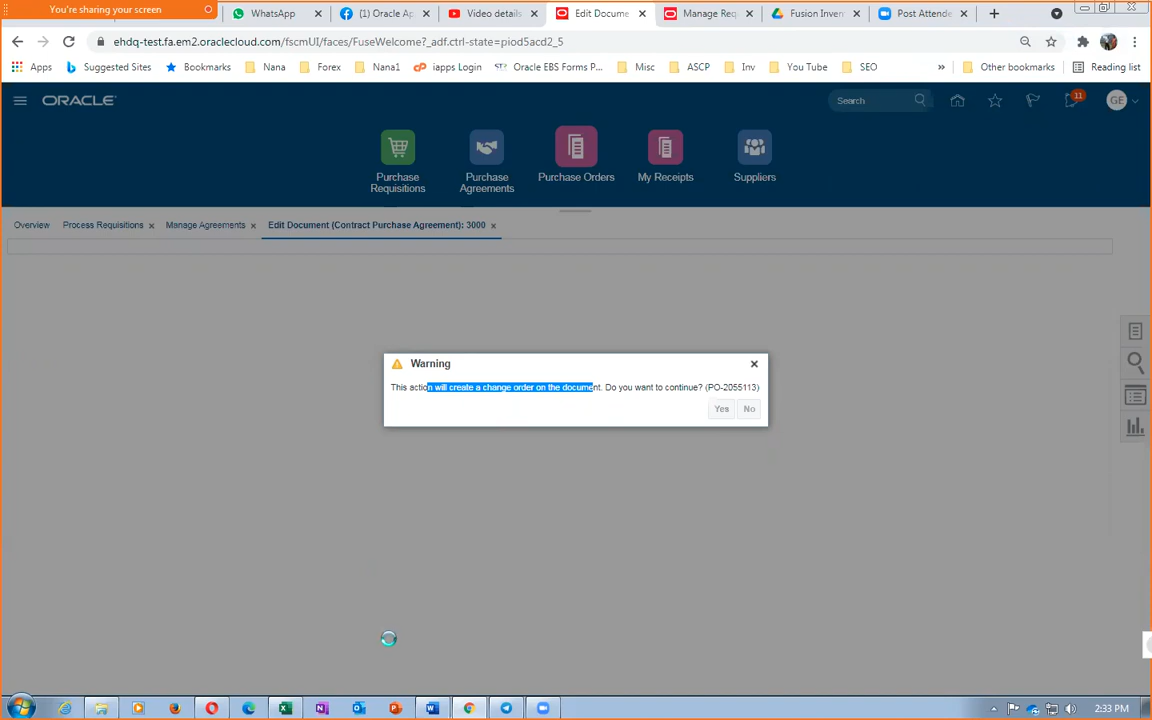 You're sharing your screen
WhatsApp
(1) Oracle Ap
Video details
Edit Docume
Manage Req
Fusion Inven
Post Attende
ehdq-test.fa.em2.oraclecloud.com/fscmUI/faces/FuseWelcome?_adf.ctrl-state=piod5acd2_5
Apps
Suggested Sites
Bookmarks
Nana
Forex
Nana1
iapps Login
Oracle EBS Forms P...
Misc
ASCP
Inv
You Tube
SEO
»
Other bookmarks
Reading list
ORACLE
Search
11
GE
Purchase
Requisitions
Purchase
Agreements
Purchase Orders
My Receipts
Suppliers
Overview
Process Requisitions
Manage Agreements
Edit Document (Contract Purchase Agreement): 3000
Warning
This action will create a change order on the document. Do you want to continue? (PO-2055113)
Yes
No
2:33 PM